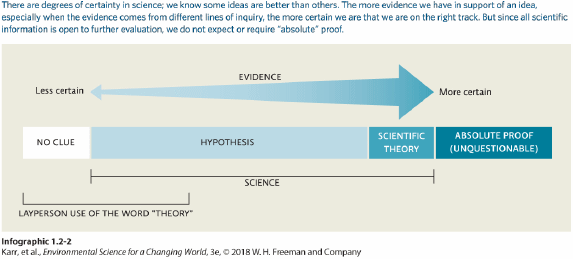 There are degrees of certainty in science; we know some ideas are better than others. The more evidence we have in support of an idea,
especially when the evidence comes from different lines of inquiry, the more certain we are that we are on the right track. But since all scientific
information is open to further evaluation, we do not expect or require “absolute” proof.
EVIDENCE
Less certain
More certain
NO CLUE
HYPOTHESIS
SCIENTIFIC
THEORY
ABSOLUTE PROOF
(UNQUESTIONABLE)
SCIENCE
LAYPERSON USE OF THE WORD “THEORY”
Infographic 1.2-2
Karr, et al., Environmental Science for a Changing World, 3e, © 2018 W. H. Freeman and Company